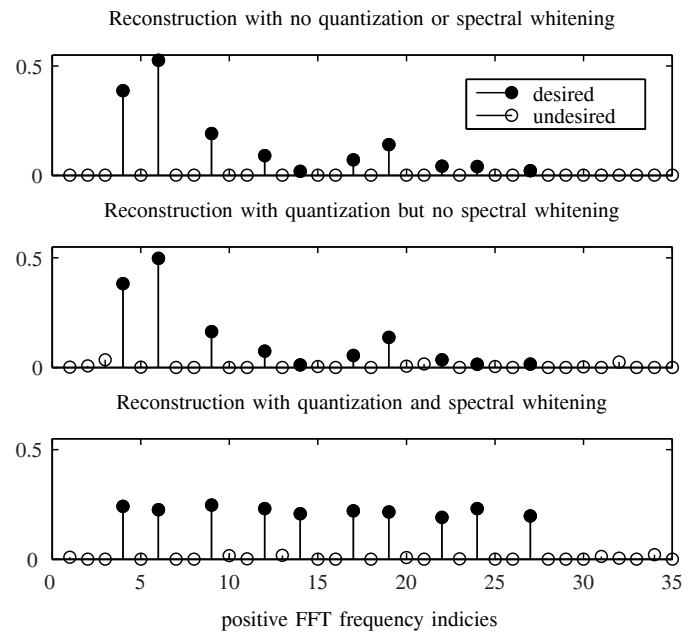 Reconstruction with no quantization or spectral whitening
0.5
desired
undesired
0
Reconstruction with quantization but no spectral whitening
0.5
0
Reconstruction with quantization and spectral whitening
0.5
0
0 5 10 15 20 25 30 35
positive FFT frequency indicies